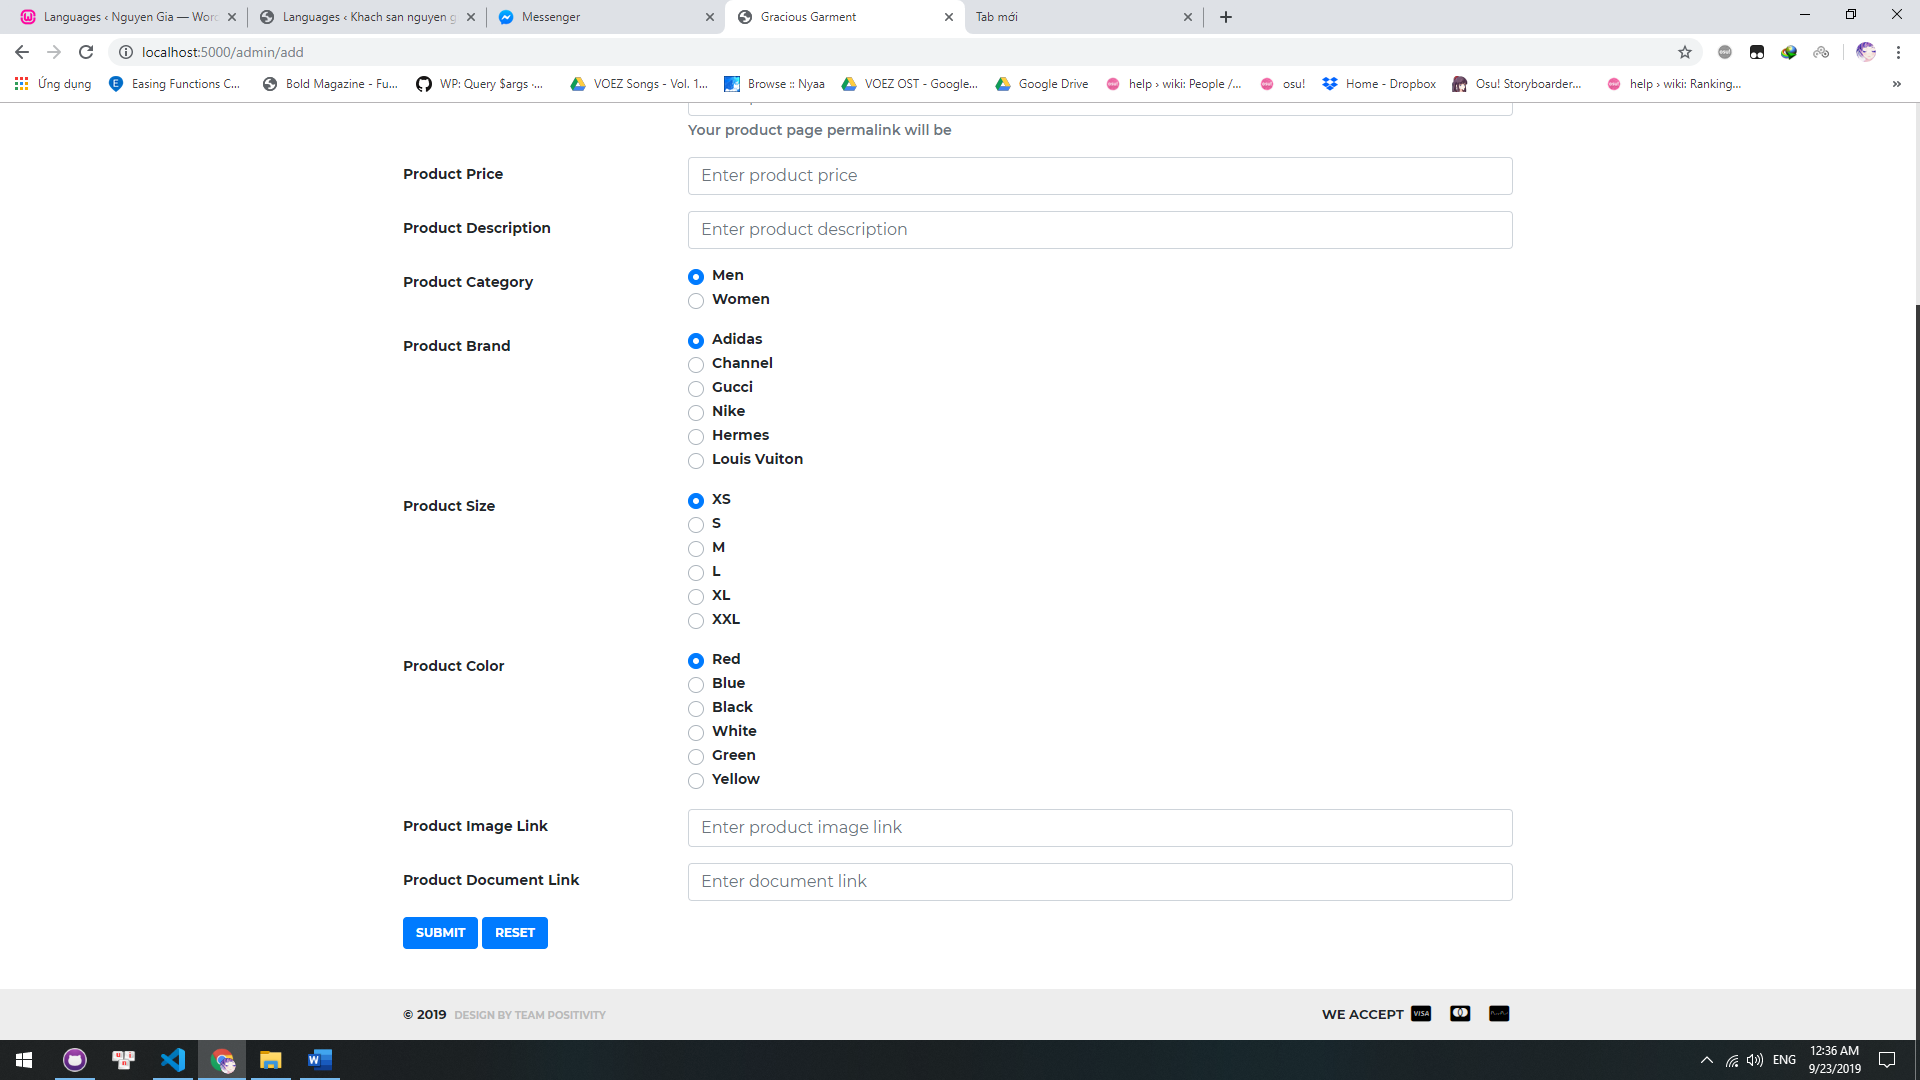 Languages ‹ Nguyen Gia — Word
Languages ‹ Khach san nguyen g
Messenger
Gracious Garment
Tab mới
localhost:5000/admin/add
Ứng dụng
Easing Functions C...
Bold Magazine - Fu...
WP: Query $args -...
VOEZ Songs - Vol. 1...
Browse :: Nyaa
VOEZ OST - Google...
Google Drive
help › wiki: People /...
osu!
Home - Dropbox
Osu! Storyboarder...
help › wiki: Ranking...
»
Your product page permalink will be
Product Price
Enter product price
Product Description
Enter product description
Product Category
Men
Women
Product Brand
Adidas
Channel
Gucci
Nike
Hermes
Louis Vuiton
Product Size
XS
S
M
L
XL
XXL
Product Color
Red
Blue
Black
White
Green
Yellow
Product Image Link
Enter product image link
Product Document Link
Enter document link
SUBMIT
RESET
© 2019 DESIGN BY TEAM POSITIVITY
WE ACCEPT VISA
ENG
12:36 AM
9/23/2019